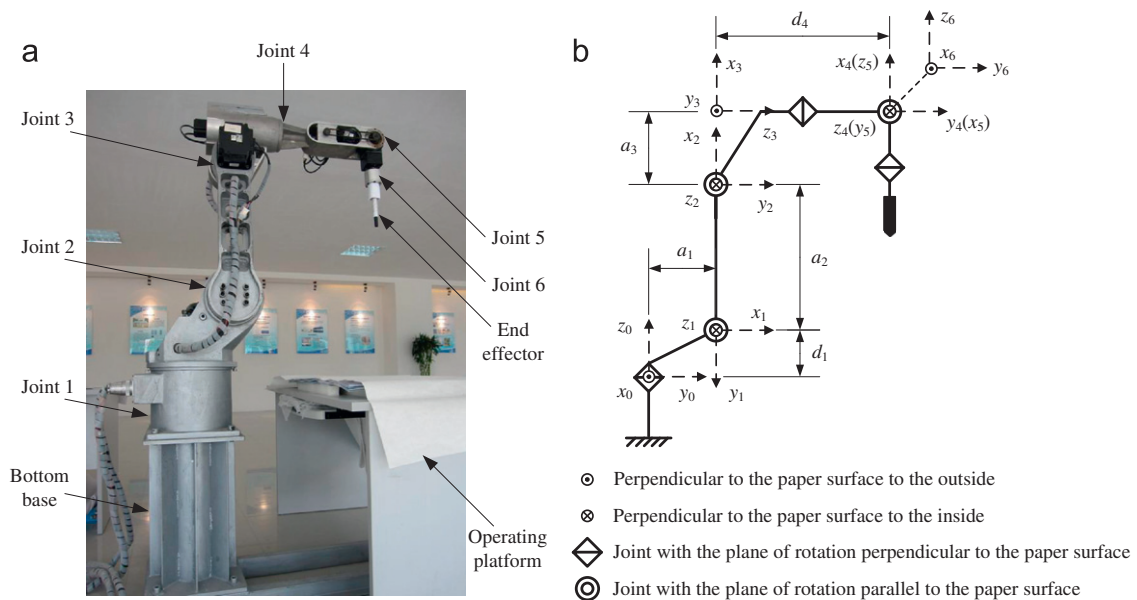 a
Joint 4
Joint 3
Joint 2
Joint 1
Bottom
base
Joint 5
Joint 6
End
effector
Operating
platform
b
d4
z6
x6
y6
x4(z5)
x3
y3
z3
z4(y5)
y4(x5)
a3
x2
z2
y2
a1
a2
z0
z1
x1
d1
x0
y0
y1
Perpendicular to the paper surface to the outside
Perpendicular to the paper surface to the inside
Joint with the plane of rotation perpendicular to the paper surface
Joint with the plane of rotation parallel to the paper surface